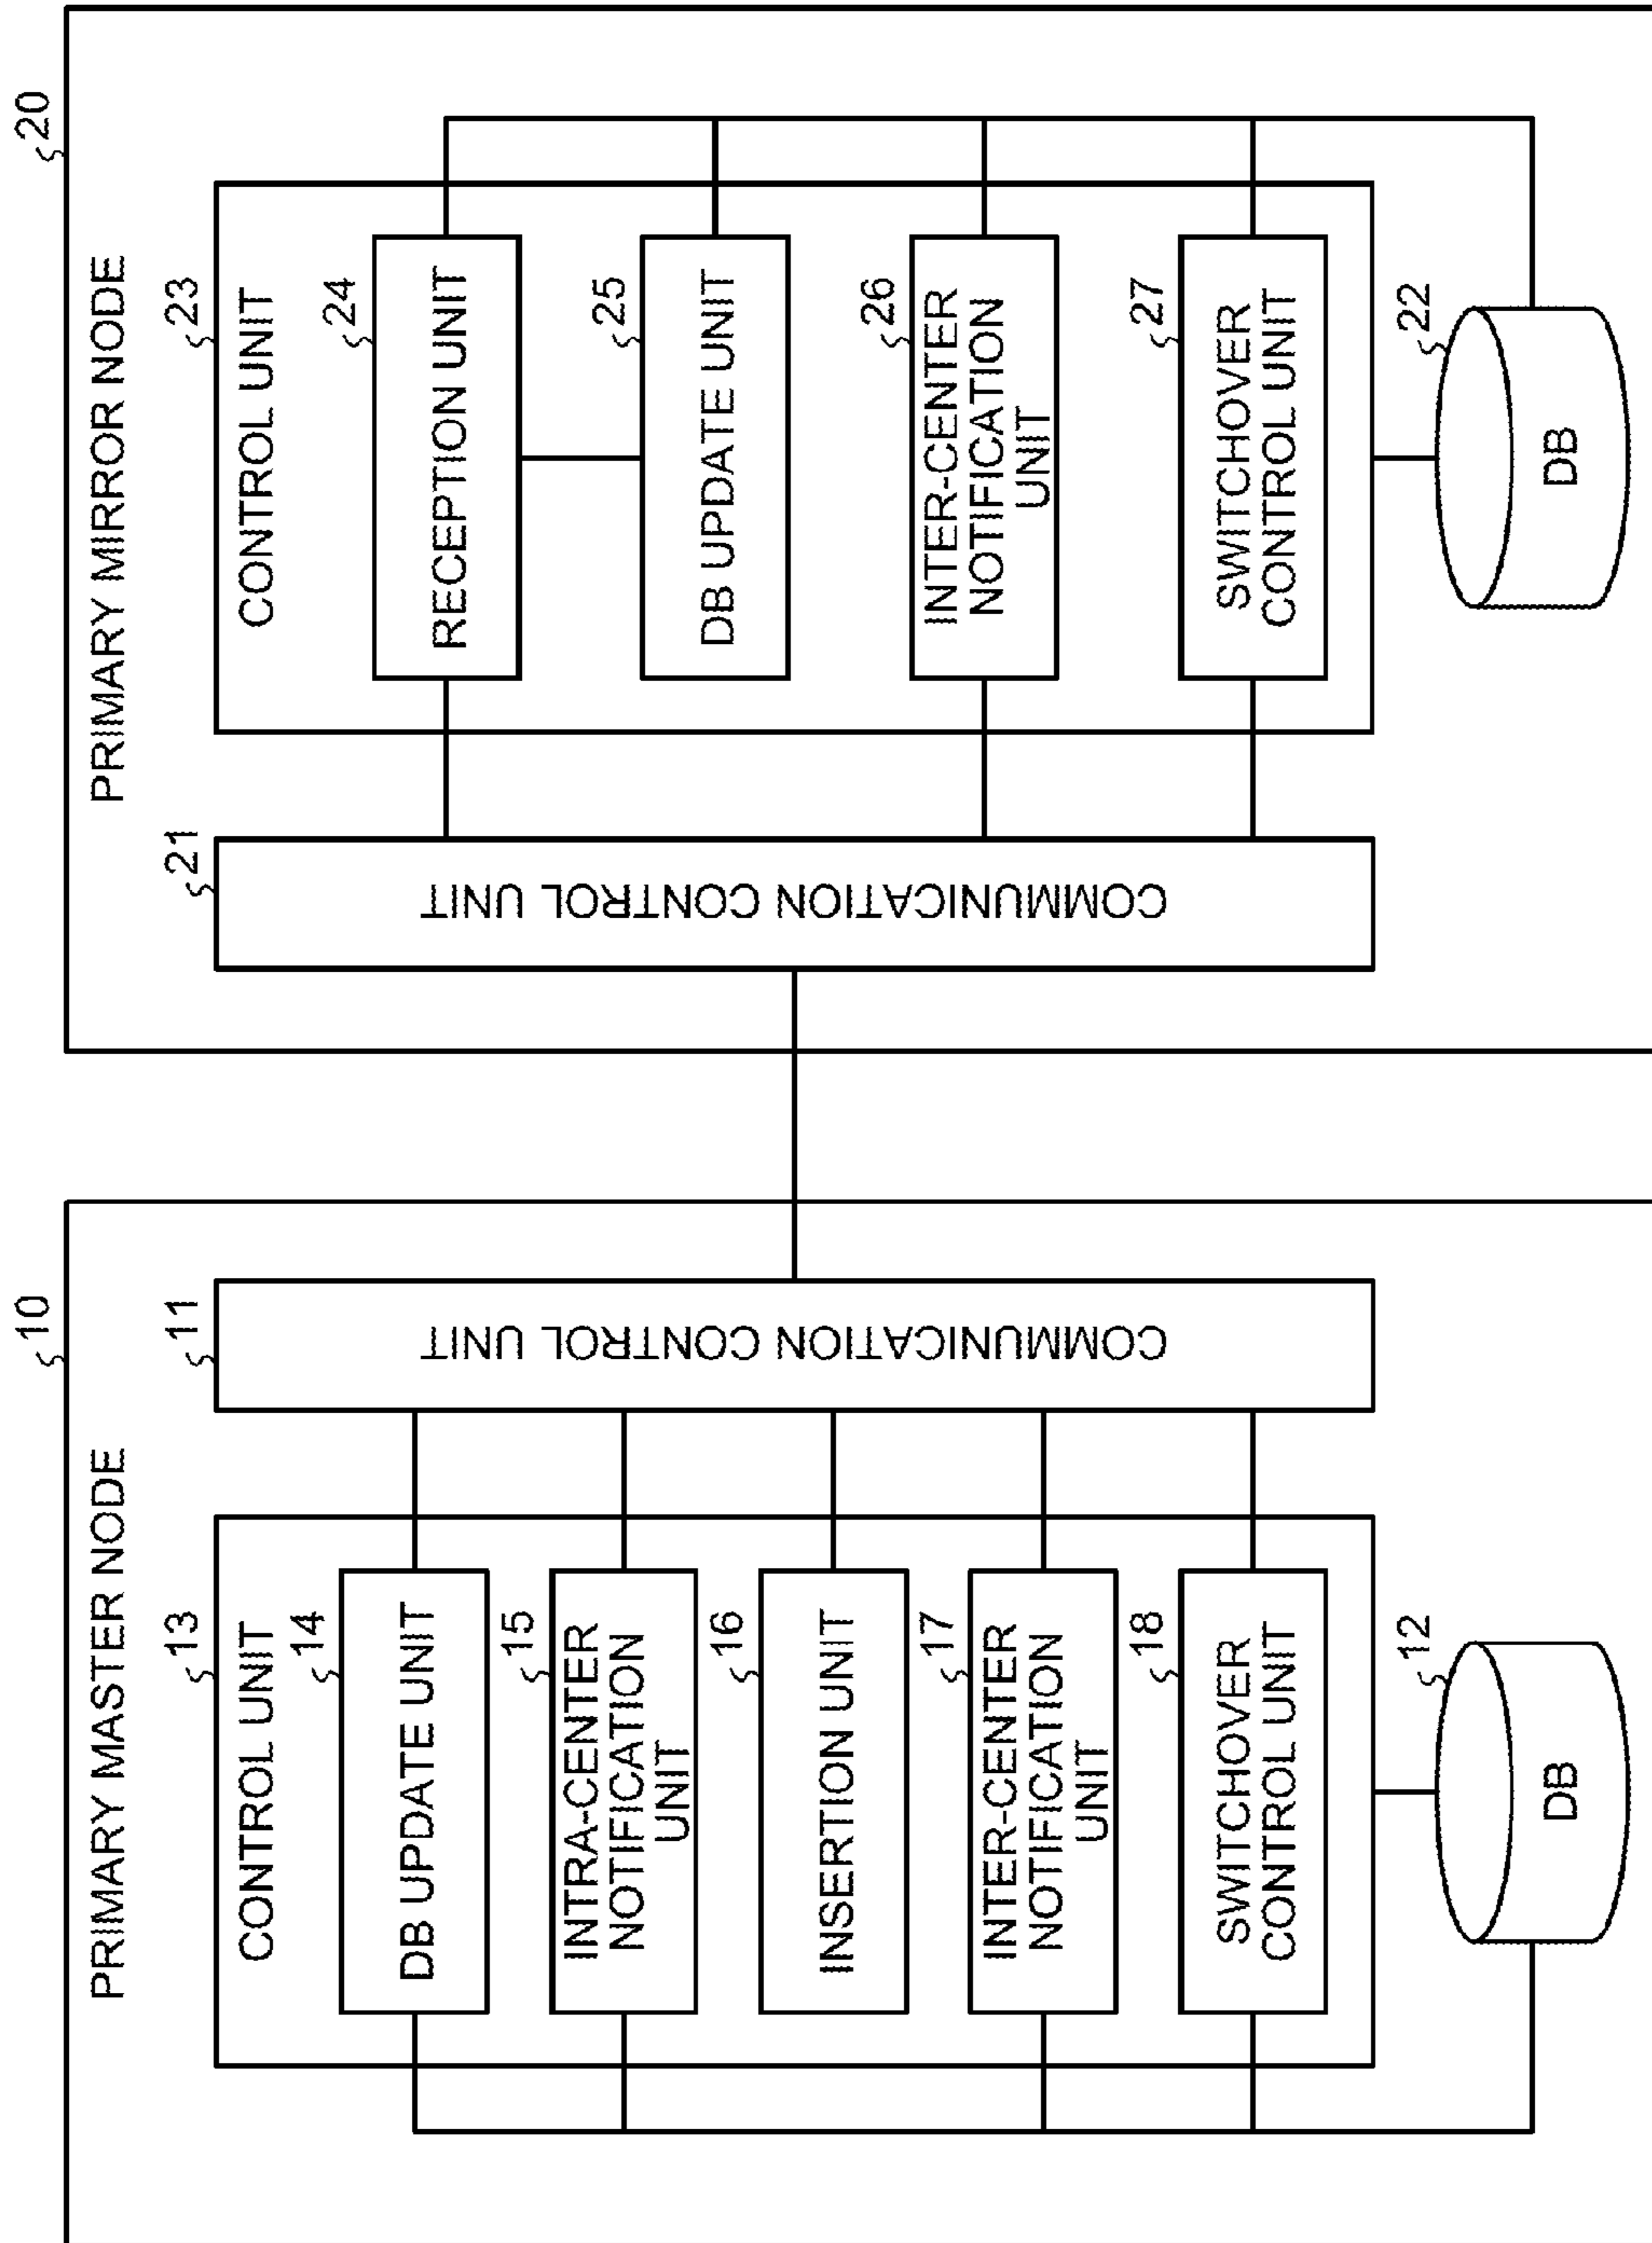 10
PRIMARY MASTER NODE
13
CONTROL UNIT
14
DB UPDATE UNIT
15
INTRA-CENTER
NOTIFICATION
UNIT
16
INSERTION UNIT
17
INTER-CENTER
NOTIFICATION
UNIT
18
SWITCHOVER
CONTROL UNIT
12
DB
11
COMMUNICATION CONTROL UNIT
20
PRIMARY MIRROR NODE
21
COMMUNICATION CONTROL UNIT
23
CONTROL UNIT
24
RECEPTION UNIT
25
DB UPDATE UNIT
26
INTER-CENTER
NOTIFICATION
UNIT
27
SWITCHOVER
CONTROL UNIT
22
DB